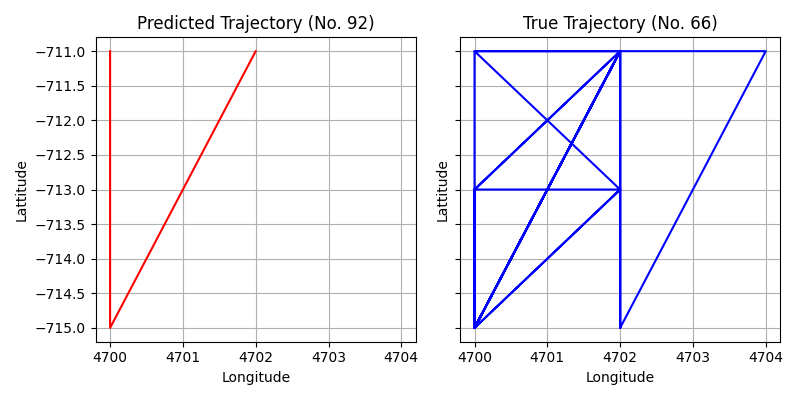 Predicted Trajectory (No. 92)
True Trajectory (No. 66)
−711.0
−711.5
−712.0
−712.5
−713.0
−713.5
−714.0
−714.5
−715.0
Lattitude
Lattitude
4700 4701 4702 4703 4704
4700 4701 4702 4703 4704
Longitude
Longitude